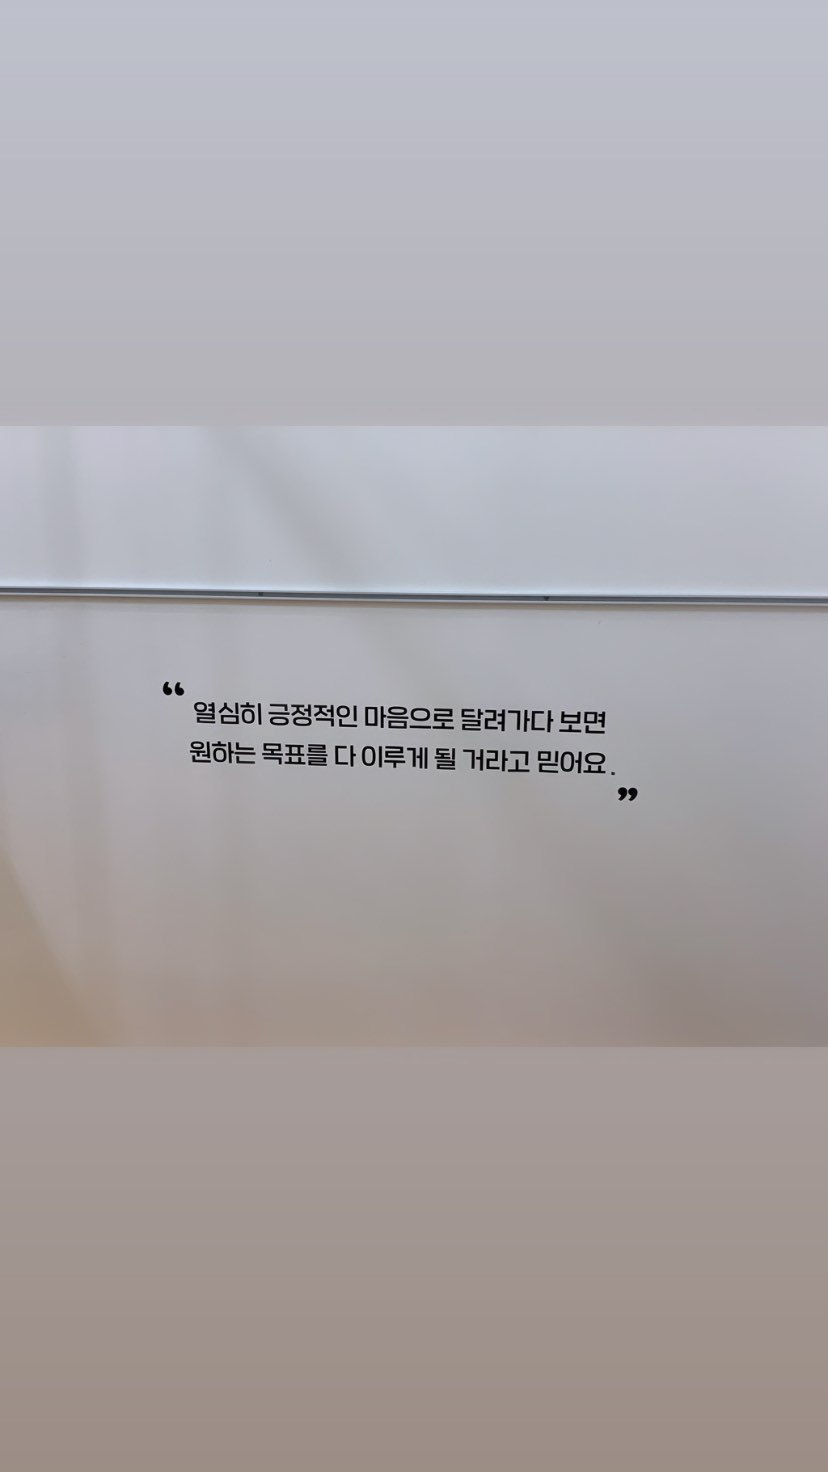 “ 열심히 긍정적인 마음으로 달려가다 보면
원하는 목표를 다 이루게 될 거라고 믿어요. ”